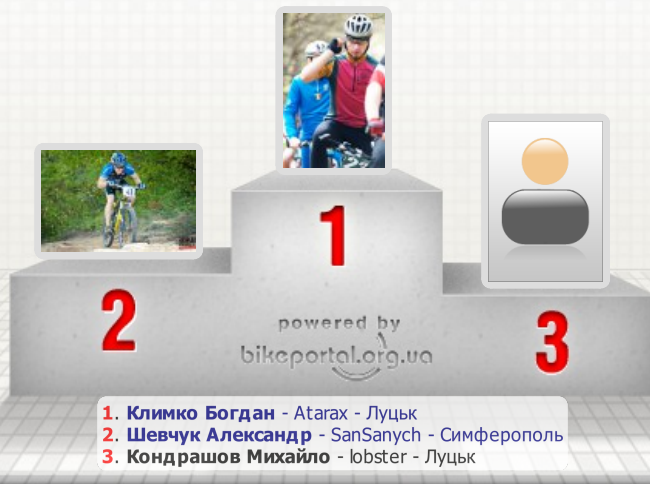 1
2
3
powered by
bikeportal.org.ua
1. Климко Богдан - Atarax - Луцьк
2. Шевчук Александр - SanSanych - Симферополь
3. Кондрашов Михайло - lobster - Луцьк